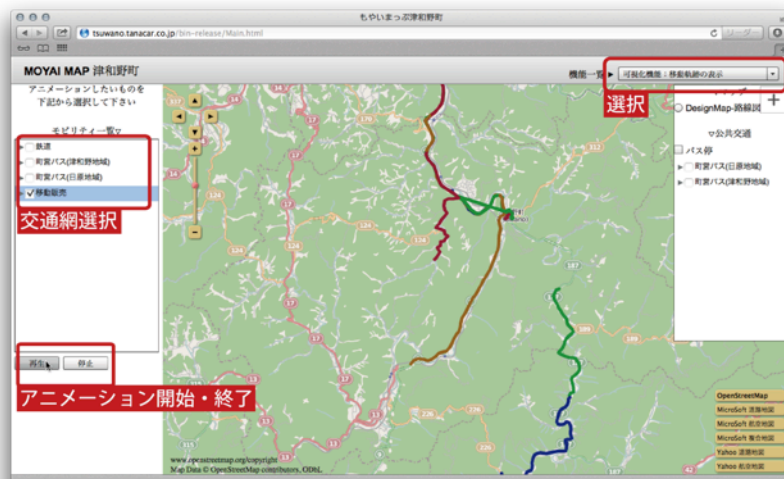 もやいまっぷ津和野町
tsuwano.tanacar.co.jp/bin-release/Main.html
リーダー
MOYAI MAP 津和野町
機能一覧▶
可視化機能：移動軌跡の表示
選択
アニメーションしたいものを
下記から選択して下さい
モビリティ一覧▽
鉄道
町営バス(津和野地域)
町営バス(日原地域)
移動販売
交通網選択
再生
停止
アニメーション開始・終了
DesignMap-路線図
▽公共交通
バス停
町営バス(日原地域)
町営バス(津和野地域)
OpenStreetMap
MicroSoft 道路地図
MicroSoft 航空地図
MicroSoft 複合地図
Yahoo 道路地図
Yahoo 航空地図
www.openstreetmap.org/copyright
Map Data © OpenStreetMap contributors, ODbL